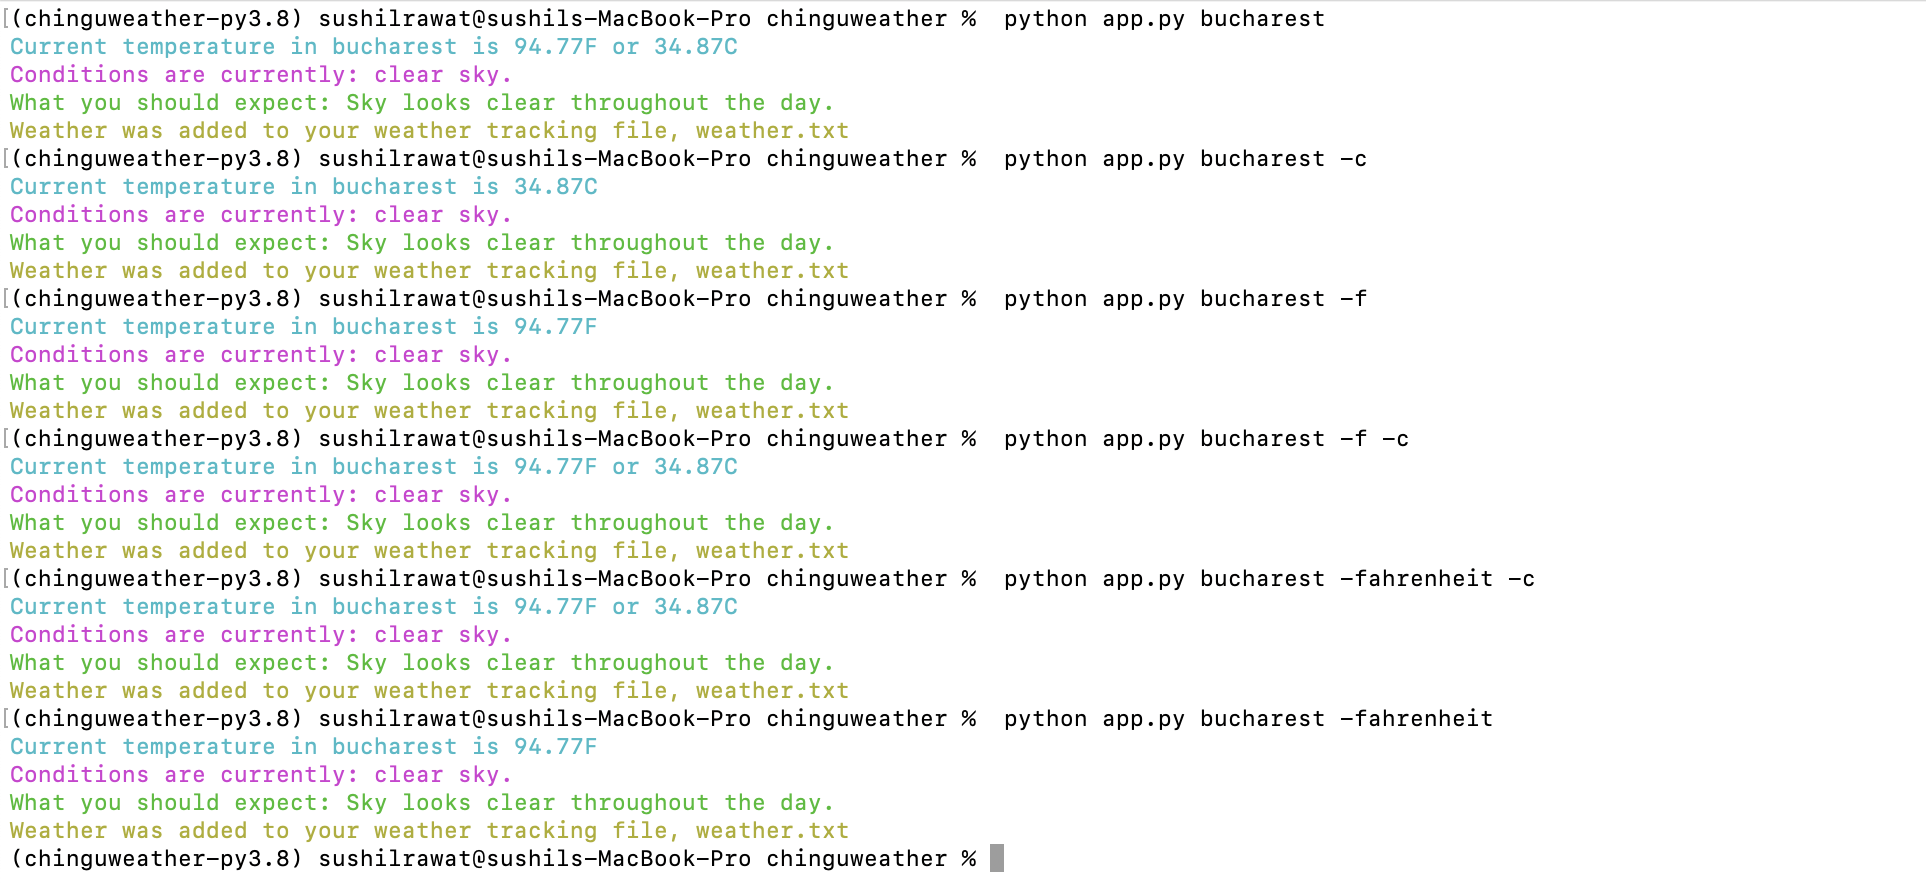 [(chinguweather-py3.8) sushilrawat@sushils-MacBook-Pro chinguweather %  python app.py bucharest
Current temperature in bucharest is 94.77F or 34.87C
Conditions are currently: clear sky.
What you should expect: Sky looks clear throughout the day.
Weather was added to your weather tracking file, weather.txt
[(chinguweather-py3.8) sushilrawat@sushils-MacBook-Pro chinguweather %  python app.py bucharest -c
Current temperature in bucharest is 34.87C
Conditions are currently: clear sky.
What you should expect: Sky looks clear throughout the day.
Weather was added to your weather tracking file, weather.txt
[(chinguweather-py3.8) sushilrawat@sushils-MacBook-Pro chinguweather %  python app.py bucharest -f
Current temperature in bucharest is 94.77F
Conditions are currently: clear sky.
What you should expect: Sky looks clear throughout the day.
Weather was added to your weather tracking file, weather.txt
[(chinguweather-py3.8) sushilrawat@sushils-MacBook-Pro chinguweather %  python app.py bucharest -f -c
Current temperature in bucharest is 94.77F or 34.87C
Conditions are currently: clear sky.
What you should expect: Sky looks clear throughout the day.
Weather was added to your weather tracking file, weather.txt
[(chinguweather-py3.8) sushilrawat@sushils-MacBook-Pro chinguweather %  python app.py bucharest -fahrenheit -c
Current temperature in bucharest is 94.77F or 34.87C
Conditions are currently: clear sky.
What you should expect: Sky looks clear throughout the day.
Weather was added to your weather tracking file, weather.txt
[(chinguweather-py3.8) sushilrawat@sushils-MacBook-Pro chinguweather %  python app.py bucharest -fahrenheit
Current temperature in bucharest is 94.77F
Conditions are currently: clear sky.
What you should expect: Sky looks clear throughout the day.
Weather was added to your weather tracking file, weather.txt
(chinguweather-py3.8) sushilrawat@sushils-MacBook-Pro chinguweather %